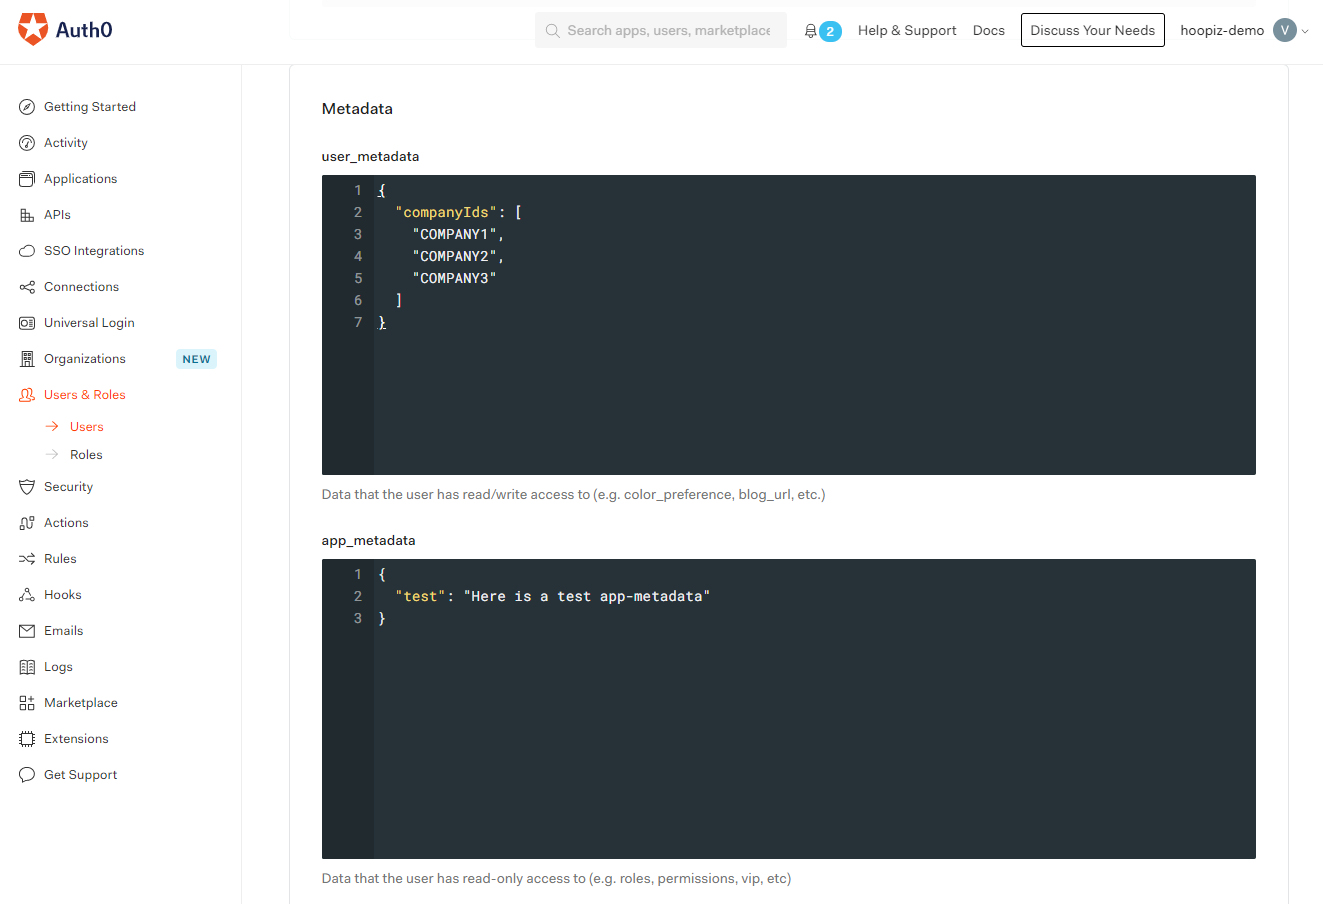 Auth0
Search apps, users, marketplace
2
Help & Support
Docs
Discuss Your Needs
hoopiz-demo
V
Getting Started
Activity
Applications
APIs
SSO Integrations
Connections
Universal Login
Organizations NEW
Users & Roles
Users
Roles
Security
Actions
Rules
Hooks
Emails
Logs
Marketplace
Extensions
Get Support
Metadata
user_metadata
1 {
2 "companyIds": [
3 "COMPANY1",
4 "COMPANY2",
5 "COMPANY3"
6 ]
7 }
Data that the user has read/write access to (e.g. color_preference, blog_url, etc.)
app_metadata
1 {
2 "test": "Here is a test app-metadata"
3 }
Data that the user has read-only access to (e.g. roles, permissions, vip, etc)